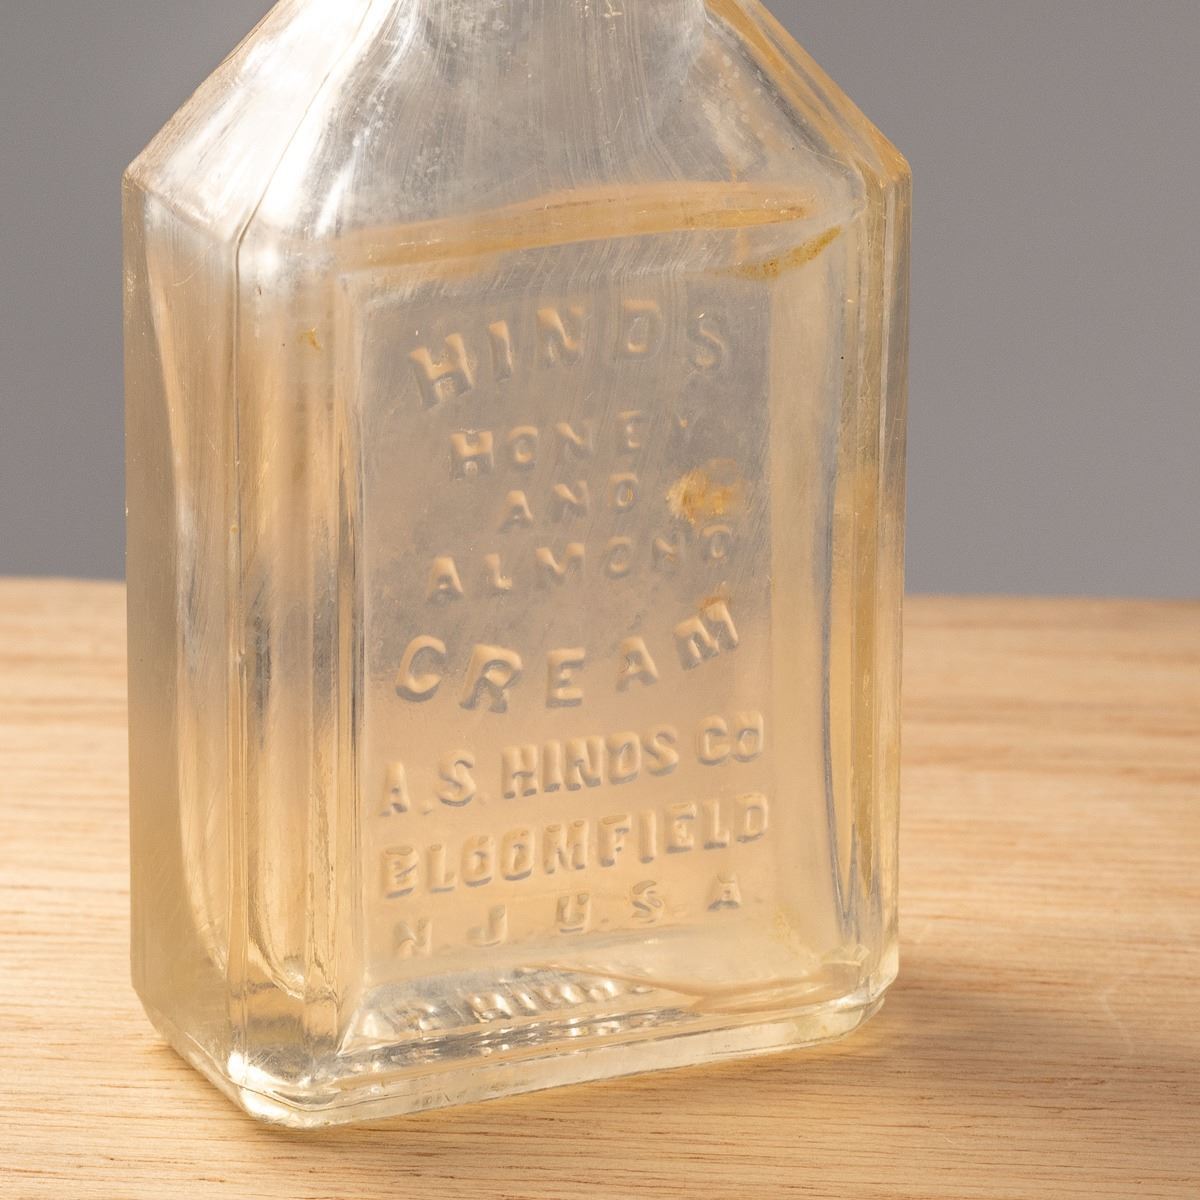 HINDS
HONEY
AND
ALMOND
CREAM
A.S. HINDS CO
BLOOMFIELD
N.J. U.S.A.